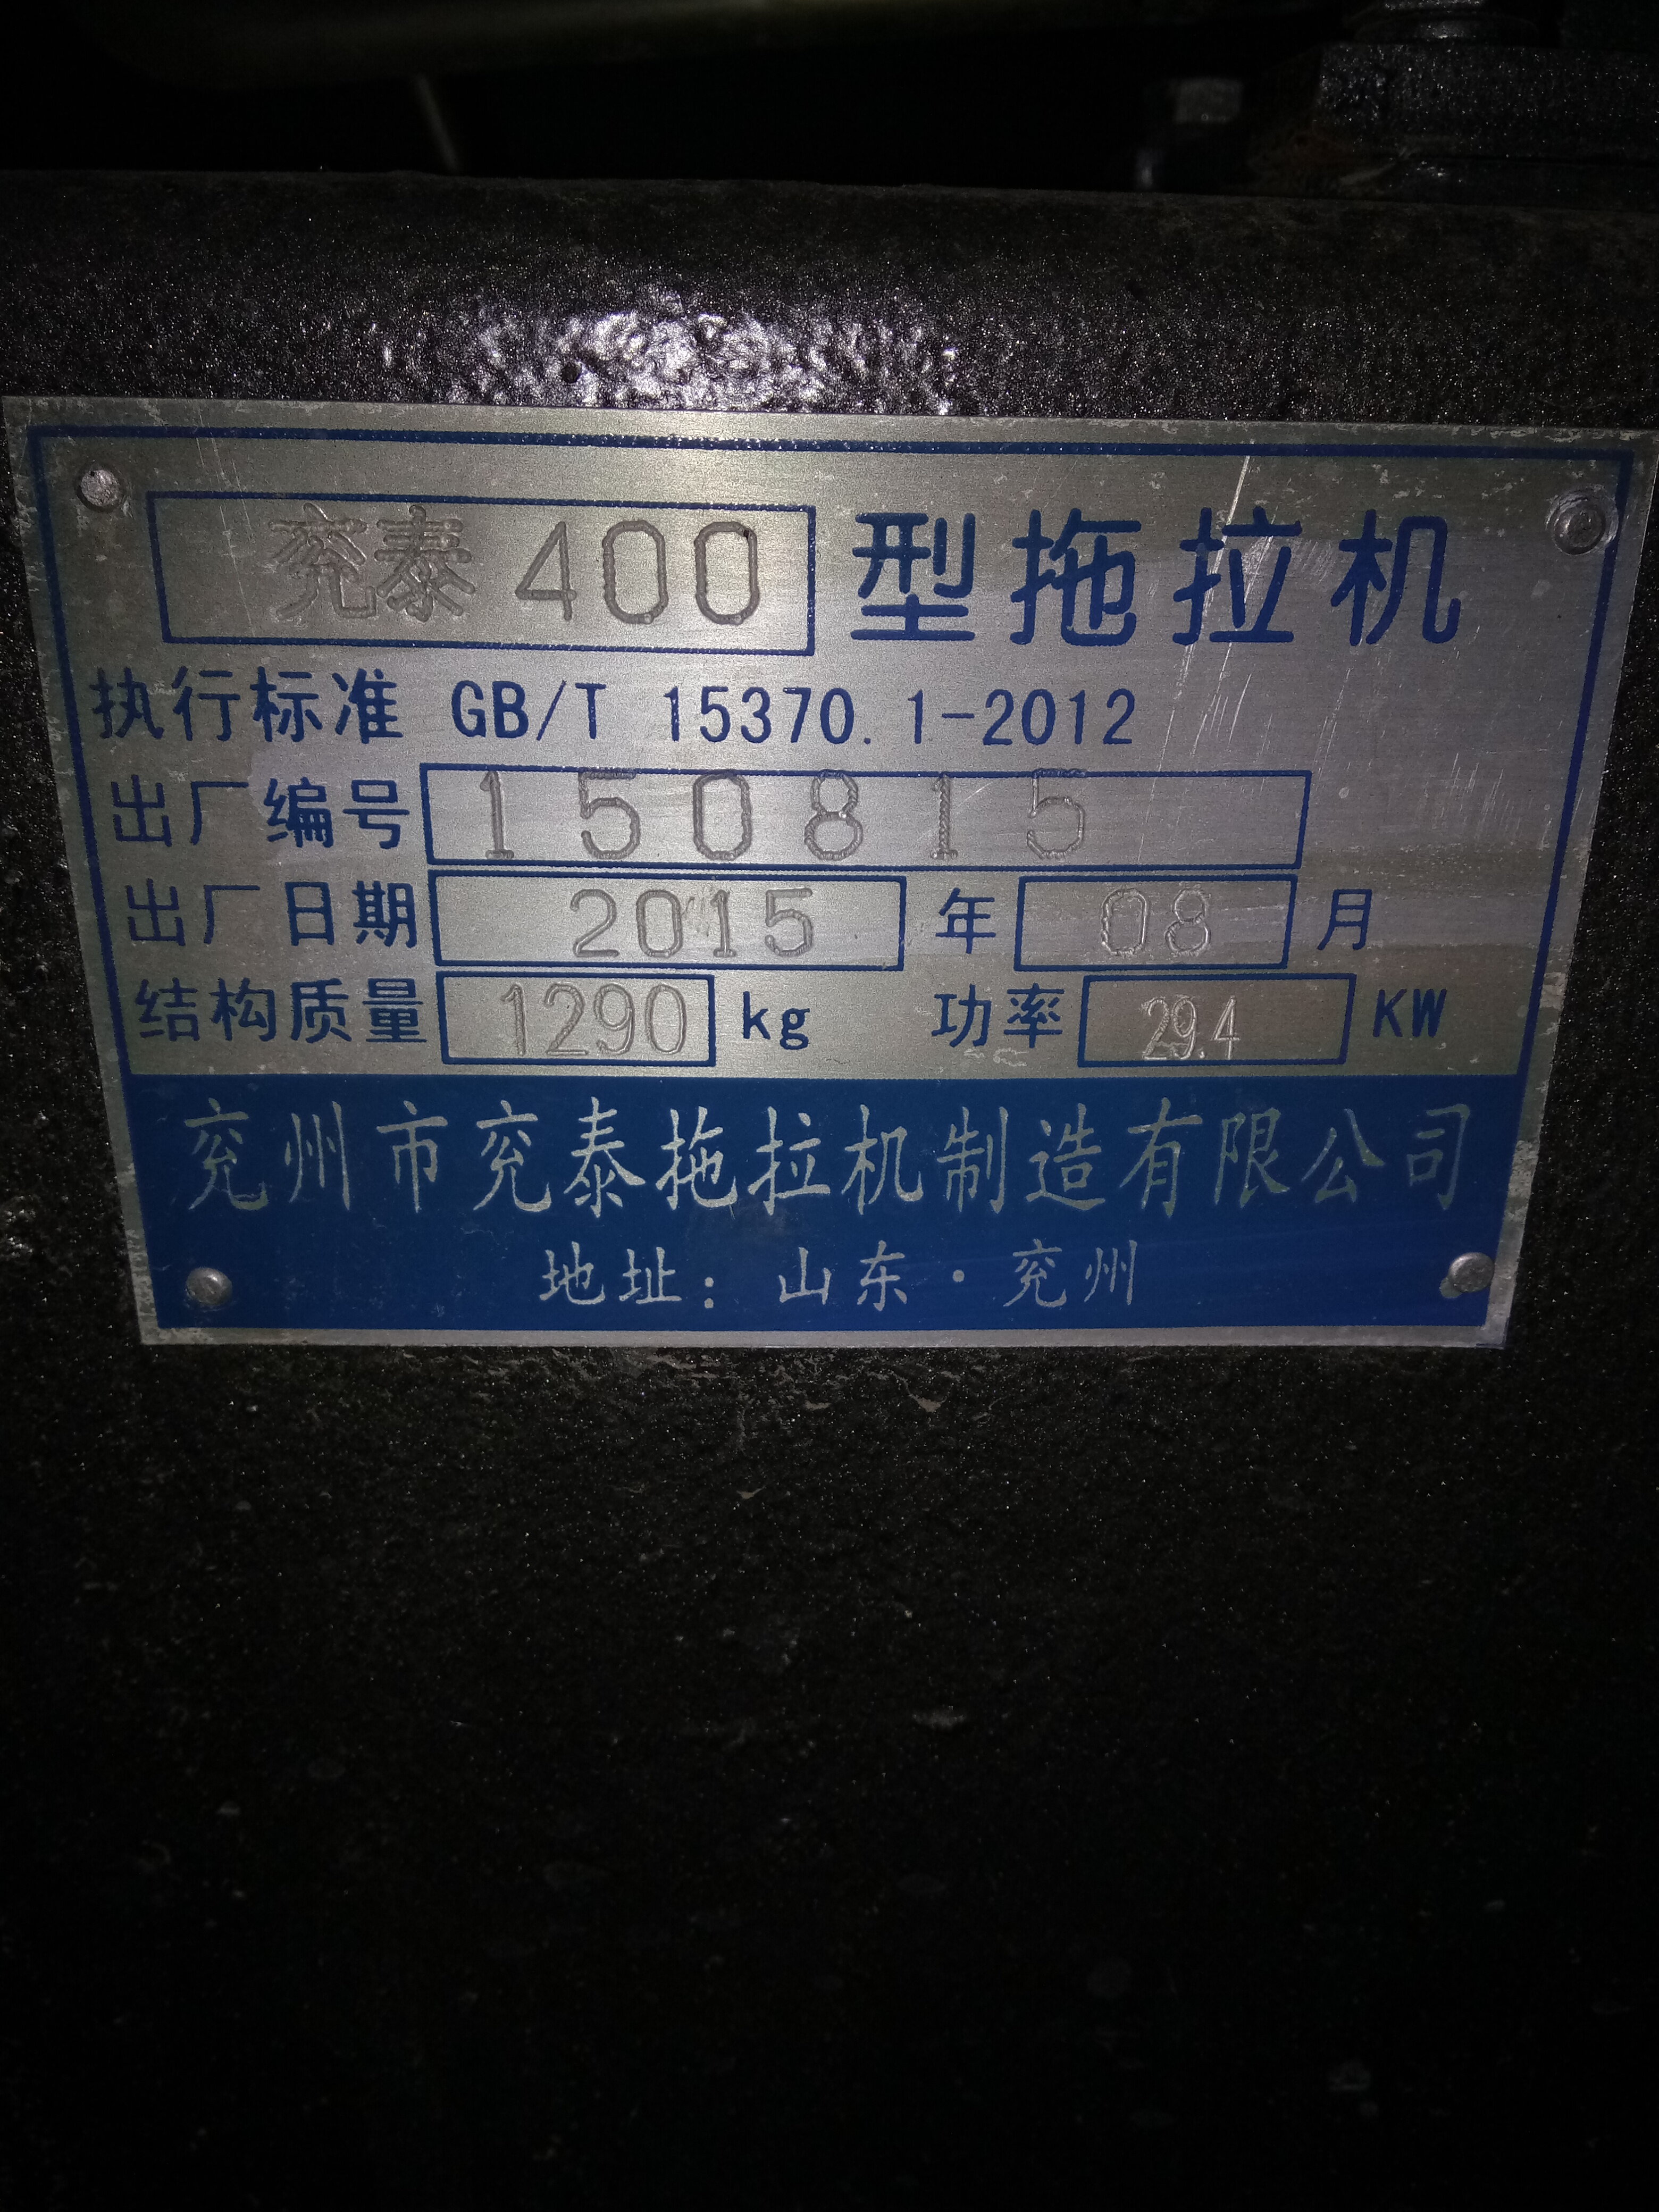 兖泰400型拖拉机
执行标准 GB/T 15370.1-2012
出厂编号 150815
出厂日期 2015 年 08 月
结构质量 1290 kg 功率 29.4 KW
兖州市兖泰拖拉机制造有限公司
地址：山东·兖州